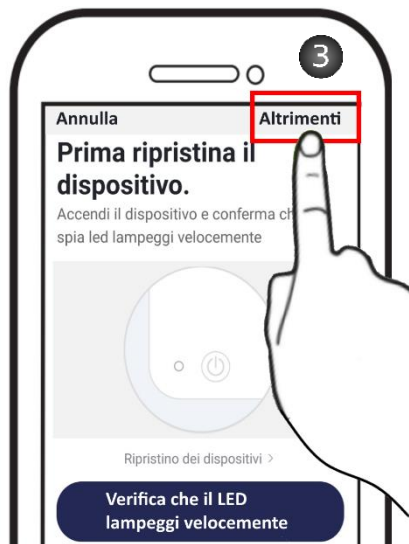 3
Annulla Altrimenti
Prima ripristina il
dispositivo.
Accendi il dispositivo e conferma
spia led lampeggi velocemente
Ripristino dei dispositivi >
Verifica che il LED
lampeggi velocemente